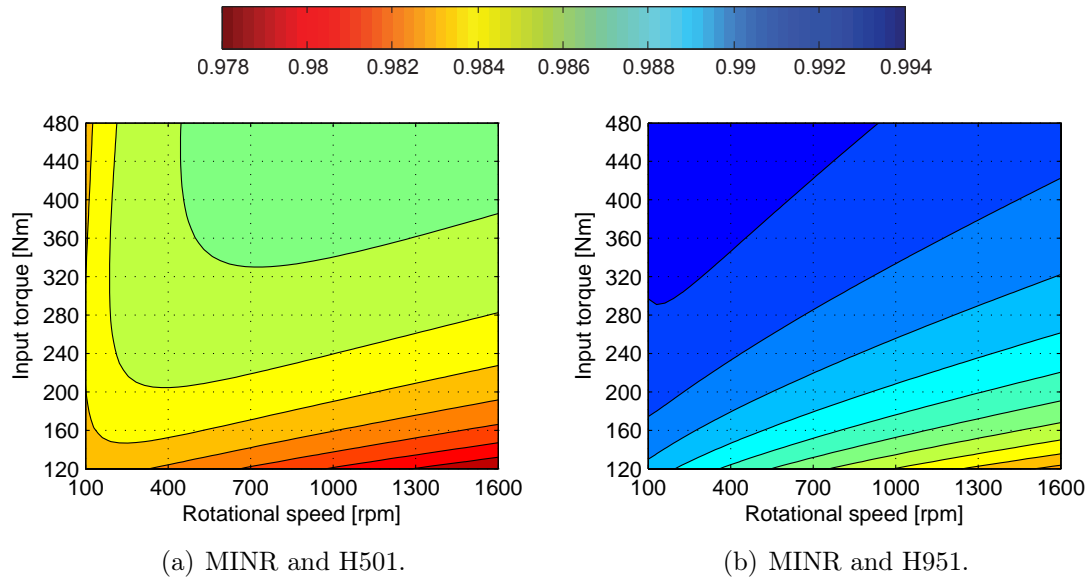 0.978 0.98 0.982 0.984 0.986 0.988 0.99 0.992 0.994
480
440
400
360
320
280
240
200
160
120
Input torque [Nm]
100 400 700 1000 1300 1600
Rotational speed [rpm]
(a) MINR and H501.
480
440
400
360
320
280
240
200
160
120
Input torque [Nm]
100 400 700 1000 1300 1600
Rotational speed [rpm]
(b) MINR and H951.